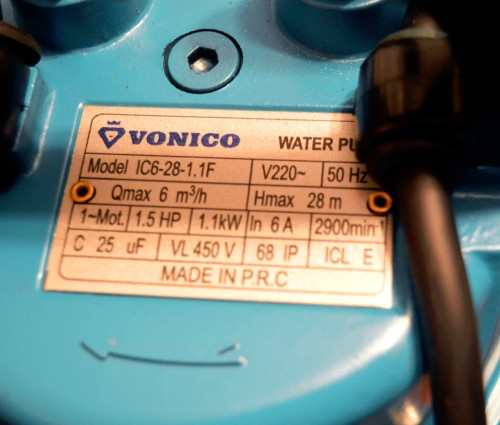 VONICO WATER
Model IC6-28-1.1F V220~ 50 Hz
Qmax 6 m³/h Hmax 28 m
1~Mot. 1.5 HP 1.1kW In 6 A 2900min⁻¹
C 25 uF VL 450 V 68 IP ICL E
MADE IN P.R.C